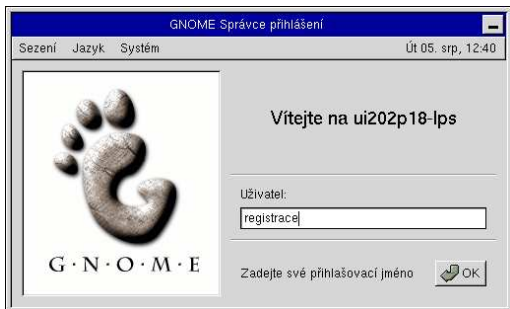 GNOME Správce přihlášení
Sezení Jazyk Systém Út 05. srp, 12:40
Vítejte na ui202p18-lps
Uživatel:
registrace
G·N·O·M·E
Zadejte své přihlašovací jméno OK